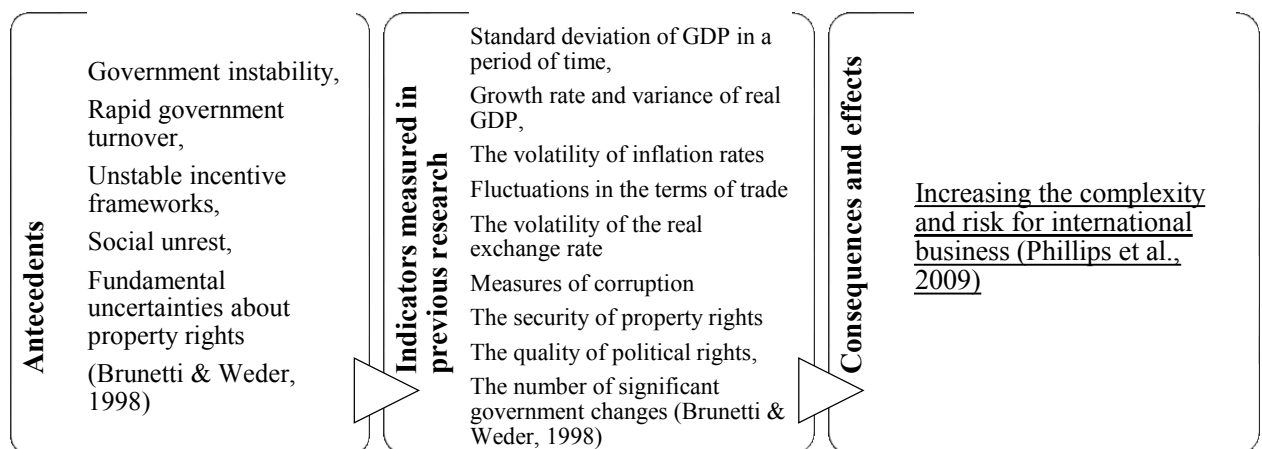 Antecedents
Government instability,
Rapid government
turnover,
Unstable incentive
frameworks,
Social unrest,
Fundamental
uncertainties about
property rights
(Brunetti & Weder,
1998)
Indicators measured in
previous research
Standard deviation of GDP in a
period of time,
Growth rate and variance of real
GDP,
The volatility of inflation rates
Fluctuations in the terms of trade
The volatility of the real
exchange rate
Measures of corruption
The security of property rights
The quality of political rights,
The number of significant
government changes (Brunetti &
Weder, 1998)
Consequences and effects
Increasing the complexity
and risk for international
business (Phillips et al.,
2009)